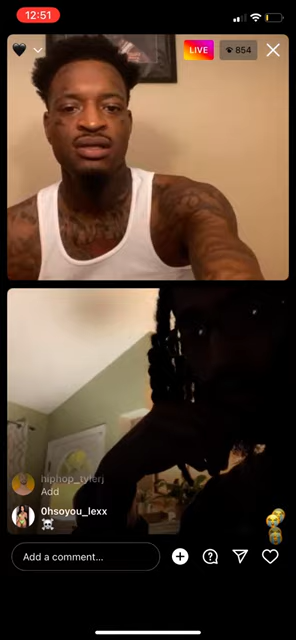 12:51
LIVE
854
hiphop_tylerj
Add
0hsoyou_lexx
Add a comment...